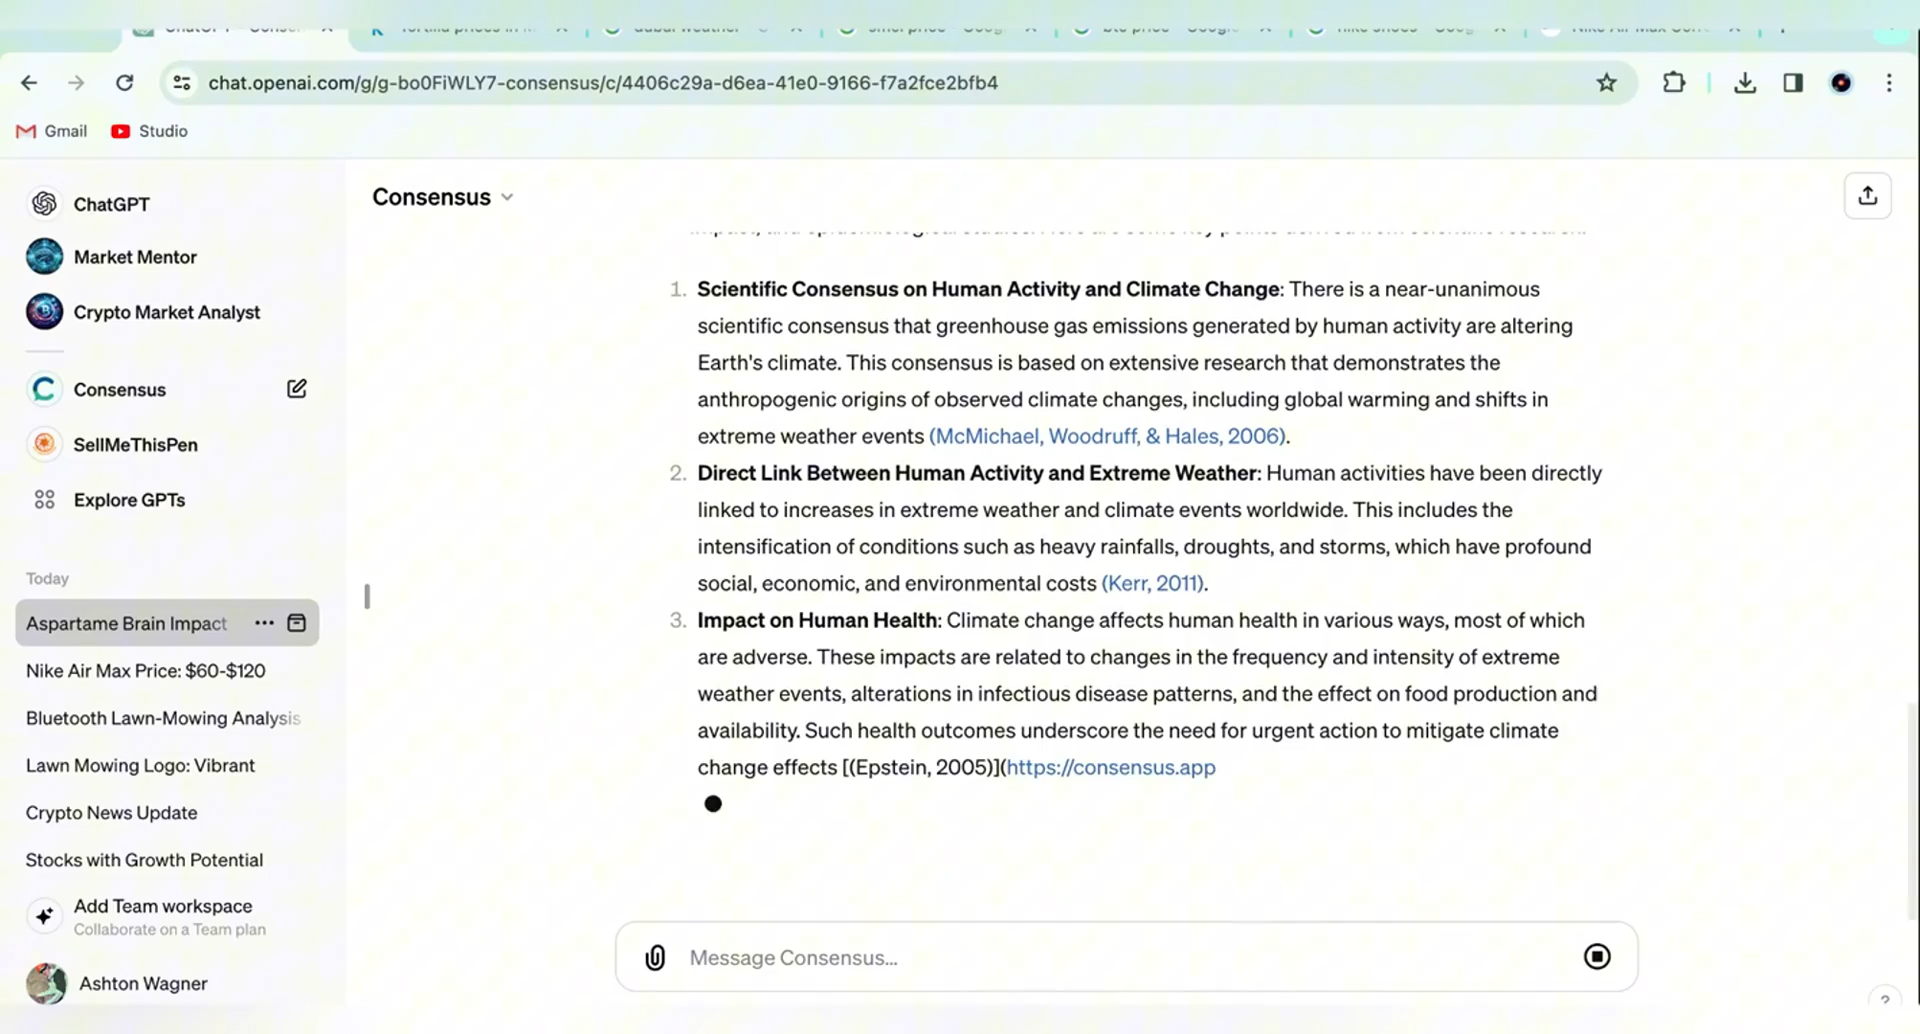 chat.openai.com/g/g-bo0FiWLY7-consensus/c/4406c29a-d6ea-41e0-9166-f7a2fce2bfb4
Gmail
Studio
ChatGPT
Market Mentor
Crypto Market Analyst
Consensus
SellMeThisPen
Explore GPTs
Today
Aspartame Brain Impact
Nike Air Max Price: $60-$120
Bluetooth Lawn-Mowing Analysis
Lawn Mowing Logo: Vibrant
Crypto News Update
Stocks with Growth Potential
Add Team workspace
Collaborate on a Team plan
Ashton Wagner
Consensus
1. Scientific Consensus on Human Activity and Climate Change: There is a near-unanimous
scientific consensus that greenhouse gas emissions generated by human activity are altering
Earth's climate. This consensus is based on extensive research that demonstrates the
anthropogenic origins of observed climate changes, including global warming and shifts in
extreme weather events (McMichael, Woodruff, & Hales, 2006).
2. Direct Link Between Human Activity and Extreme Weather: Human activities have been directly
linked to increases in extreme weather and climate events worldwide. This includes the
intensification of conditions such as heavy rainfalls, droughts, and storms, which have profound
social, economic, and environmental costs (Kerr, 2011).
3. Impact on Human Health: Climate change affects human health in various ways, most of which
are adverse. These impacts are related to changes in the frequency and intensity of extreme
weather events, alterations in infectious disease patterns, and the effect on food production and
availability. Such health outcomes underscore the need for urgent action to mitigate climate
change effects [(Epstein, 2005)](https://consensus.app
Message Consensus...
?